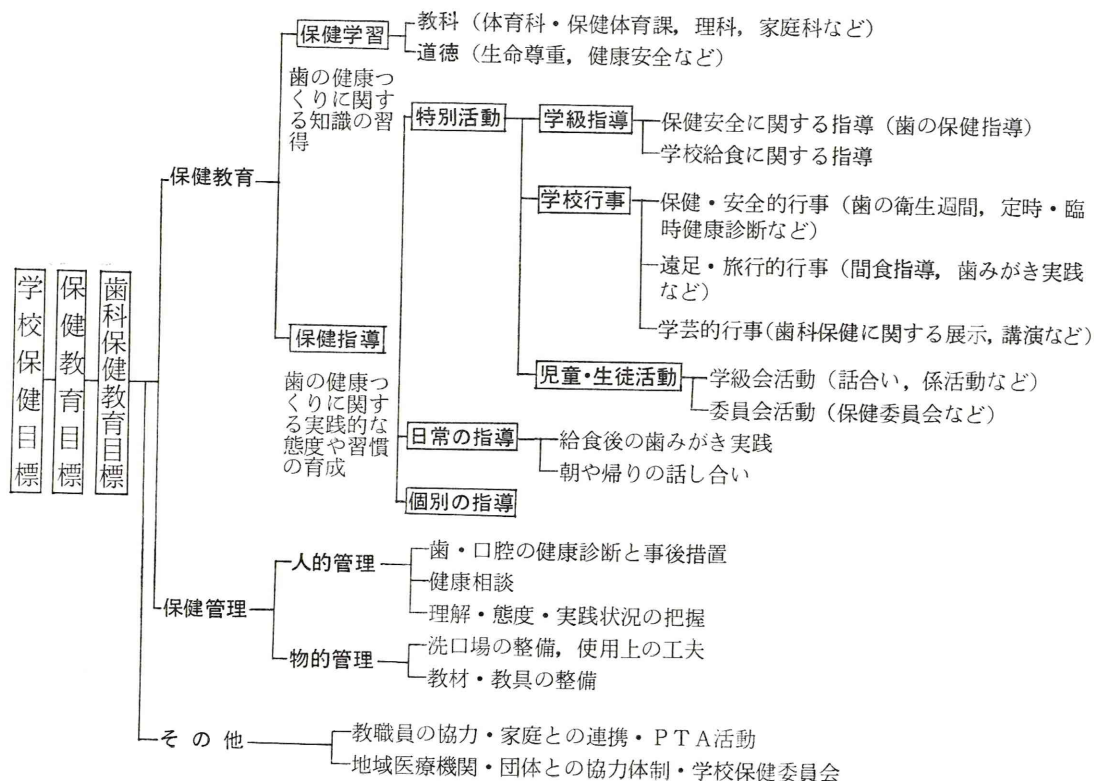 保健学習
教科（体育科・保健体育課，理科，家庭科など）
道徳（生命尊重，健康安全など）
歯の健康つ
くりに関す
る知識の習
得
特別活動
学級指導
保健安全に関する指導（歯の保健指導）
学校給食に関する指導
保健教育
学校行事
保健・安全的行事（歯の衛生週間，定時・臨
時健康診断など）
遠足・旅行的行事（間食指導，歯みがき実践
など）
学芸的行事（歯科保健に関する展示，講演など）
学校保健目標
保健教育目標
歯科保健教育目標
保健指導
歯の健康つ
くりに関す
る実践的な
態度や習慣
の育成
児童・生徒活動
学級会活動（話合い，係活動など）
委員会活動（保健委員会など）
日常の指導
給食後の歯みがき実践
朝や帰りの話し合い
個別の指導
保健管理
人的管理
歯・口腔の健康診断と事後措置
健康相談
理解・態度・実践状況の把握
物的管理
洗口場の整備，使用上の工夫
教材・教具の整備
その他
教職員の協力・家庭との連携・ＰＴＡ活動
地域医療機関・団体との協力体制・学校保健委員会